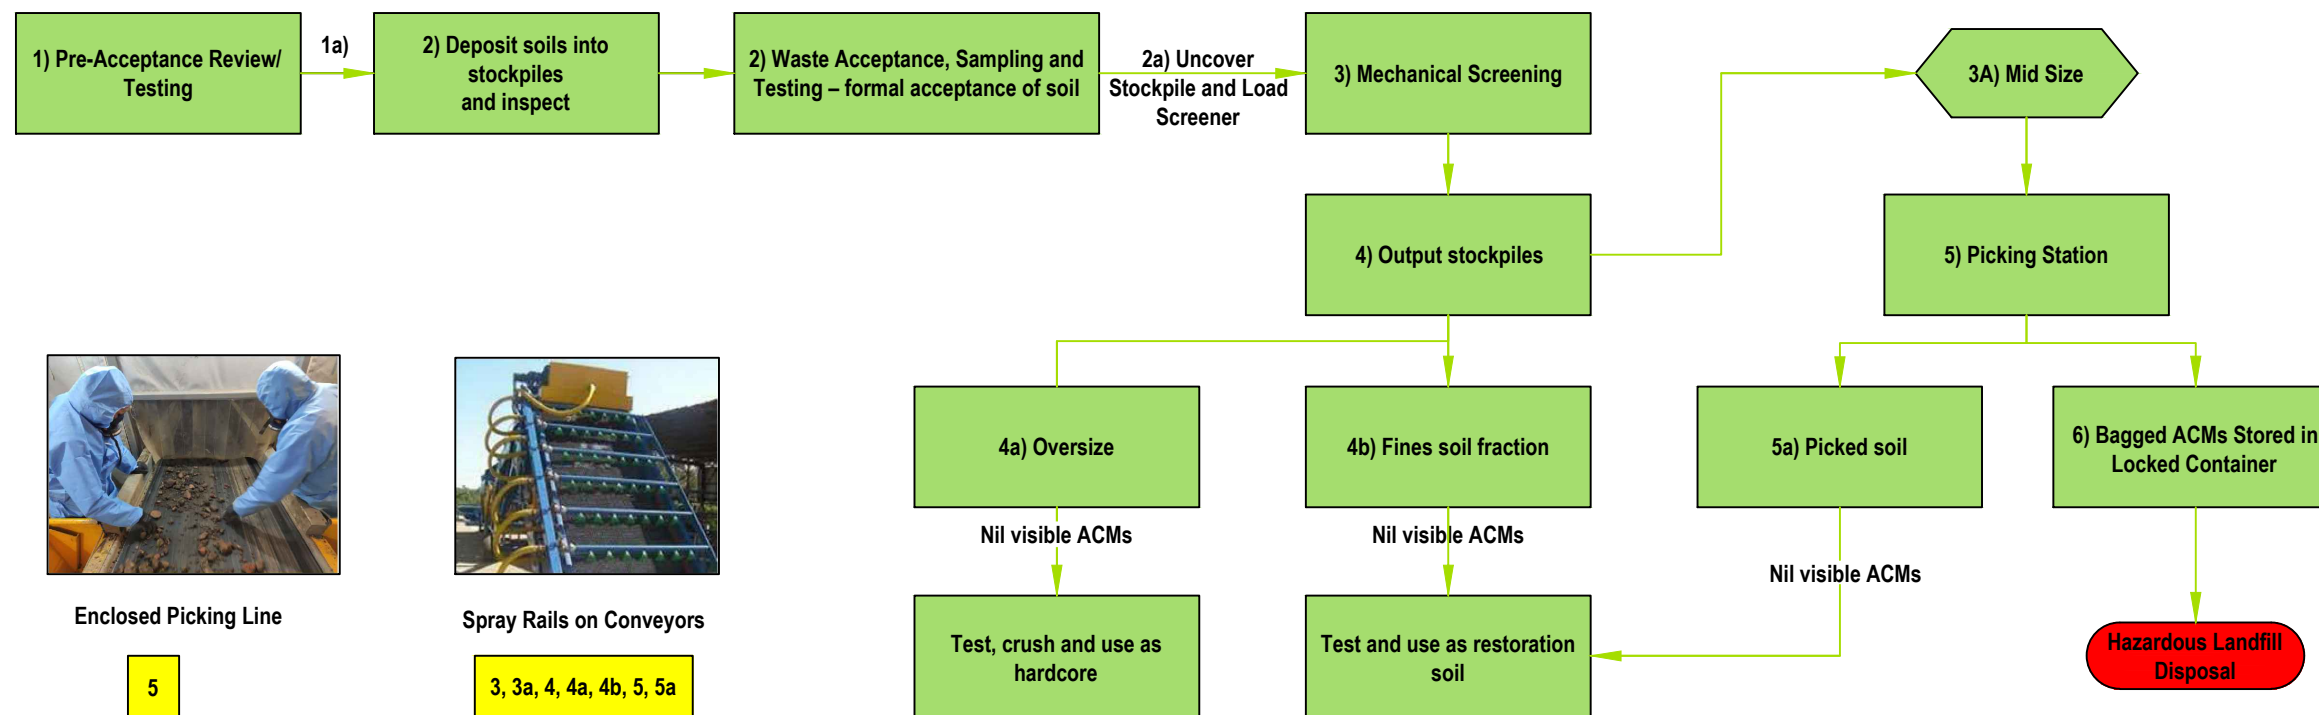 1) Pre-Acceptance Review/
Testing
1a)
2) Deposit soils into
stockpiles
and inspect
2) Waste Acceptance, Sampling and
Testing – formal acceptance of soil
2a) Uncover
Stockpile and Load
Screener
3) Mechanical Screening
3A) Mid Size
4) Output stockpiles
5) Picking Station
4a) Oversize
4b) Fines soil fraction
5a) Picked soil
6) Bagged ACMs Stored in
Locked Container
Nil visible ACMs
Nil visible ACMs
Nil visible ACMs
Enclosed Picking Line
Spray Rails on Conveyors
Test, crush and use as
hardcore
Test and use as restoration
soil
Hazardous Landfill
Disposal
5
3, 3a, 4, 4a, 4b, 5, 5a